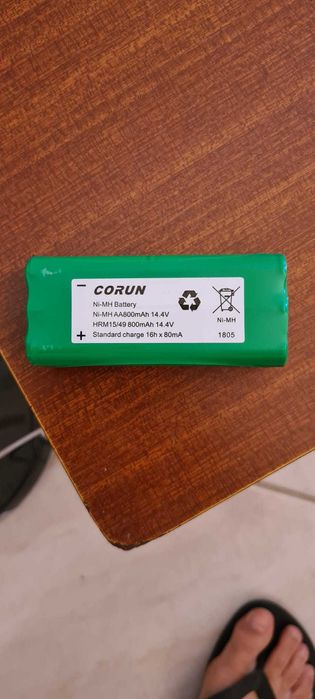 CORUN
Ni-MH Battery
Ni-MH AA800mAh 14.4V
HRM15/49 800mAh 14.4V
Standard charge 16h x 80mA
Ni-MH
1805
−
+